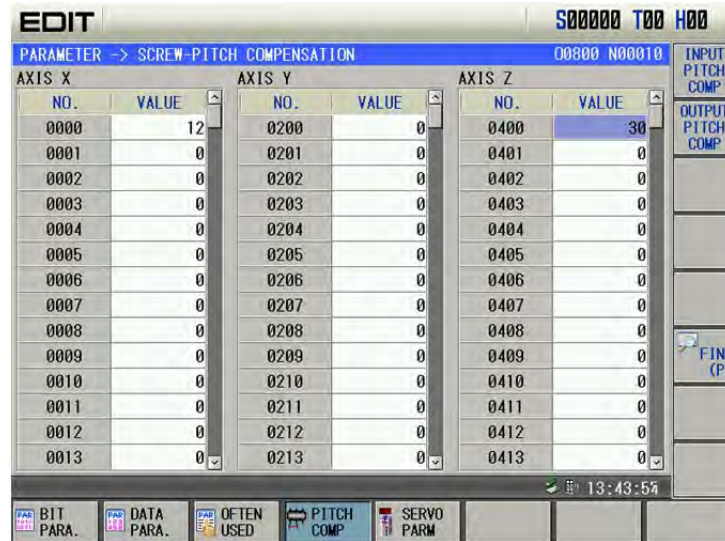 EDIT S00000 T00 H00
PARAMETER -> SCREW-PITCH COMPENSATION O0800 N00010
AXIS X AXIS Y AXIS Z
NO. VALUE NO. VALUE NO. VALUE
0000 12 0200 0 0400 30
0001 0 0201 0 0401 0
0002 0 0202 0 0402 0
0003 0 0203 0 0403 0
0004 0 0204 0 0404 0
0005 0 0205 0 0405 0
0006 0 0206 0 0406 0
0007 0 0207 0 0407 0
0008 0 0208 0 0408 0
0009 0 0209 0 0409 0
0010 0 0210 0 0410 0
0011 0 0211 0 0411 0
0012 0 0212 0 0412 0
0013 0 0213 0 0413 0
INPUT
PITCH
COMP
OUTPUT
PITCH
COMP
FIN
(P
13:43:54
BIT
PARA.
DATA
PARA.
OFTEN
USED
PITCH
COMP
SERVO
PARM